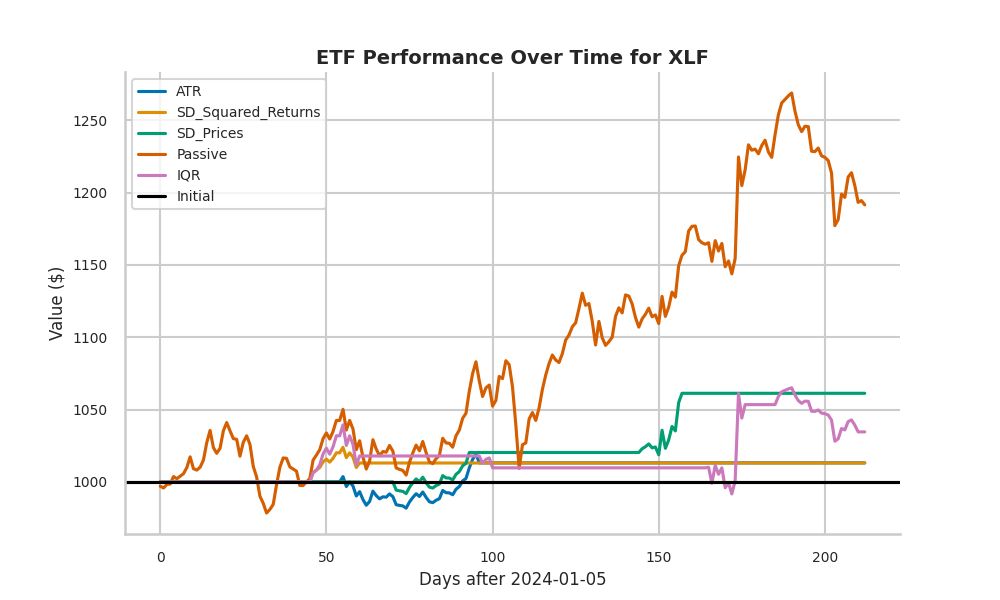 ETF Performance Over Time for XLF
ATR
SD_Squared_Returns
SD_Prices
Passive
IQR
Initial
Value ($)
1250
1200
1150
1100
1050
1000
0 50 100 150 200
Days after 2024-01-05